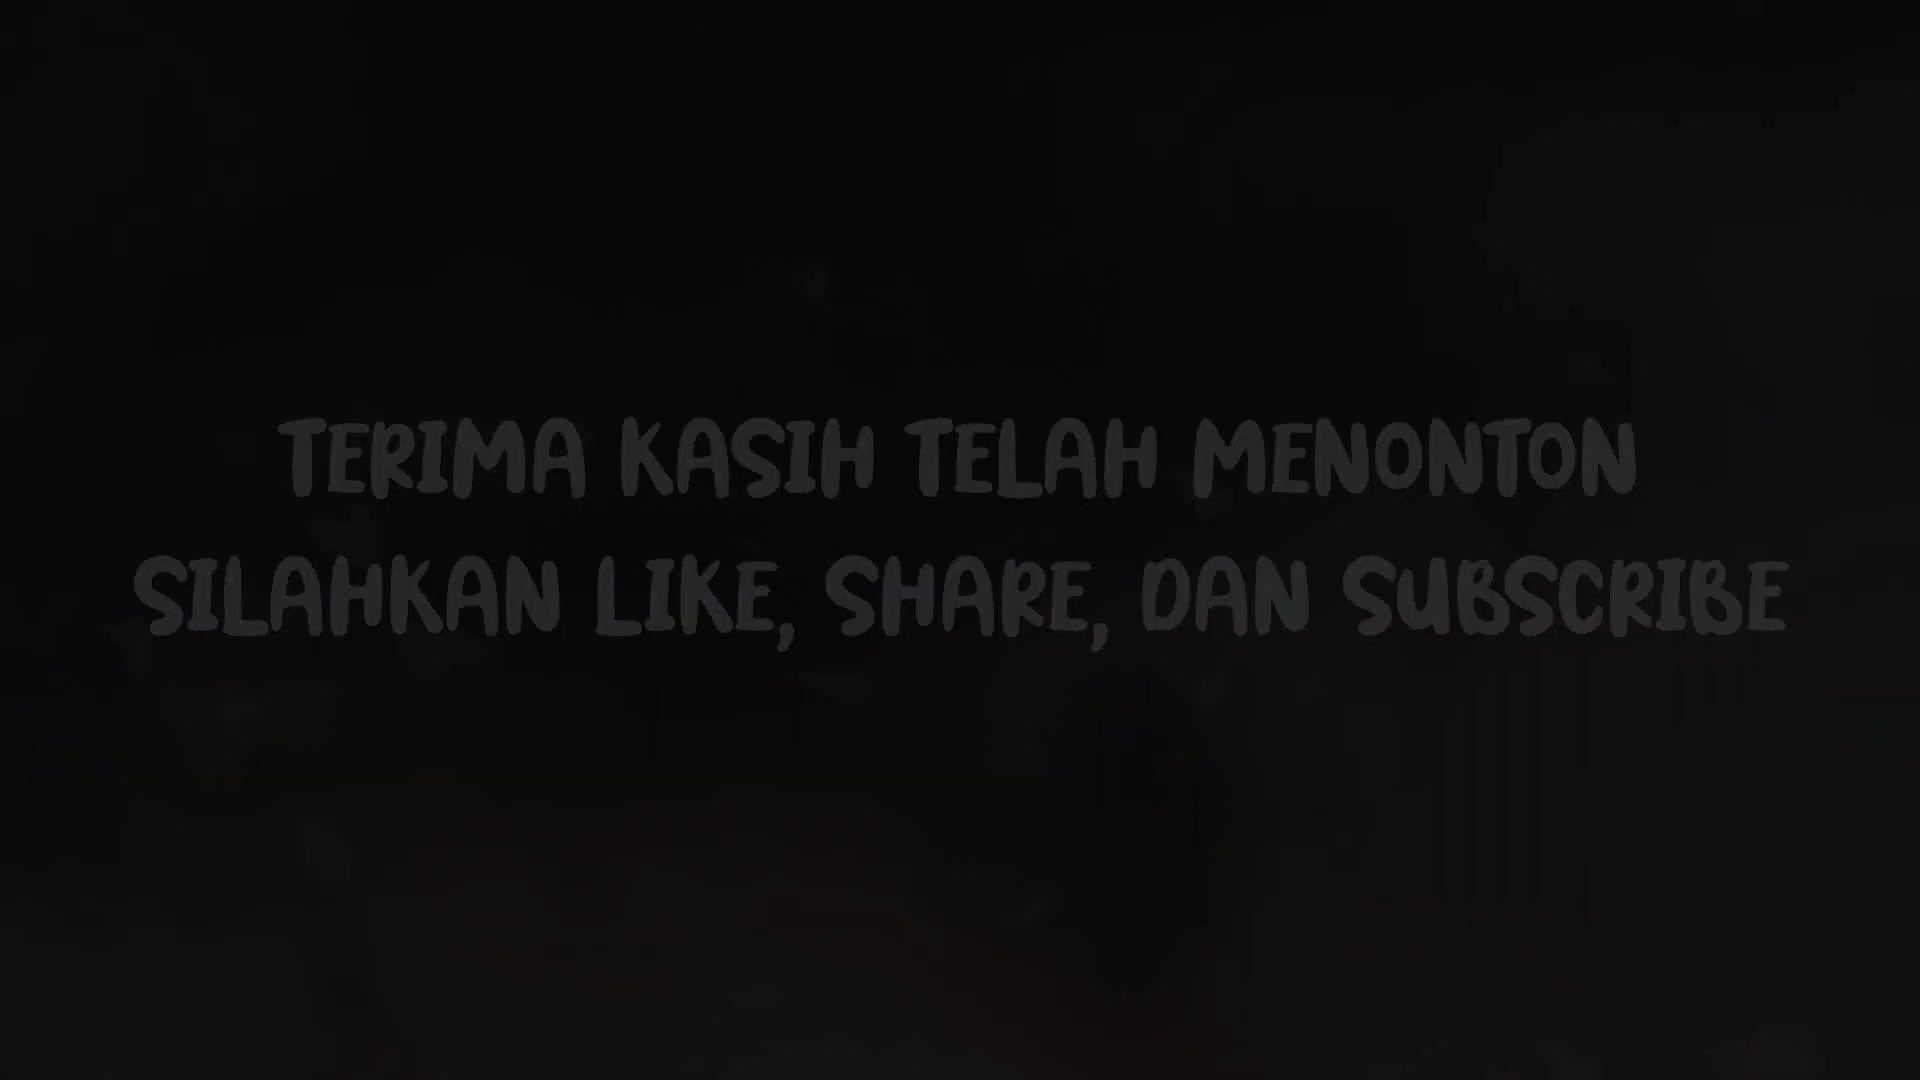 TERIMA KASIH TELAH MENONTON
SILAHKAN LIKE, SHARE, DAN SUBSCRIBE